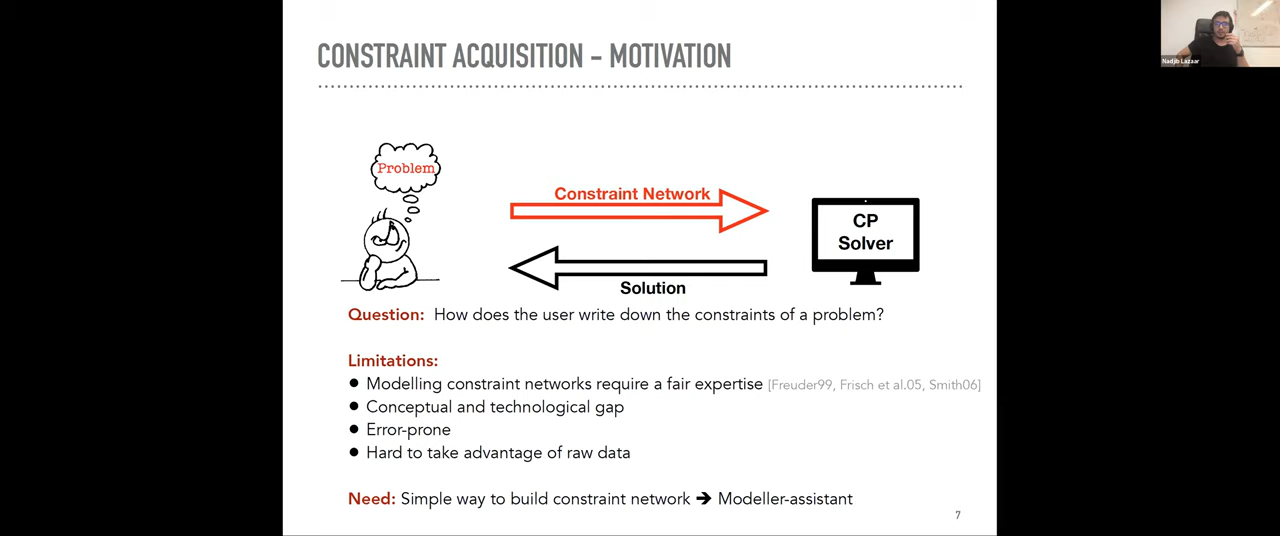 CONSTRAINT ACQUISITION - MOTIVATION
Nadjib Lazaar
Problem
Constraint Network
CP
Solver
Solution
Question: How does the user write down the constraints of a problem?
Limitations:
● Modelling constraint networks require a fair expertise [Freuder99, Frisch et al.05, Smith06]
● Conceptual and technological gap
● Error-prone
● Hard to take advantage of raw data
Need: Simple way to build constraint network ➔ Modeller-assistant
7